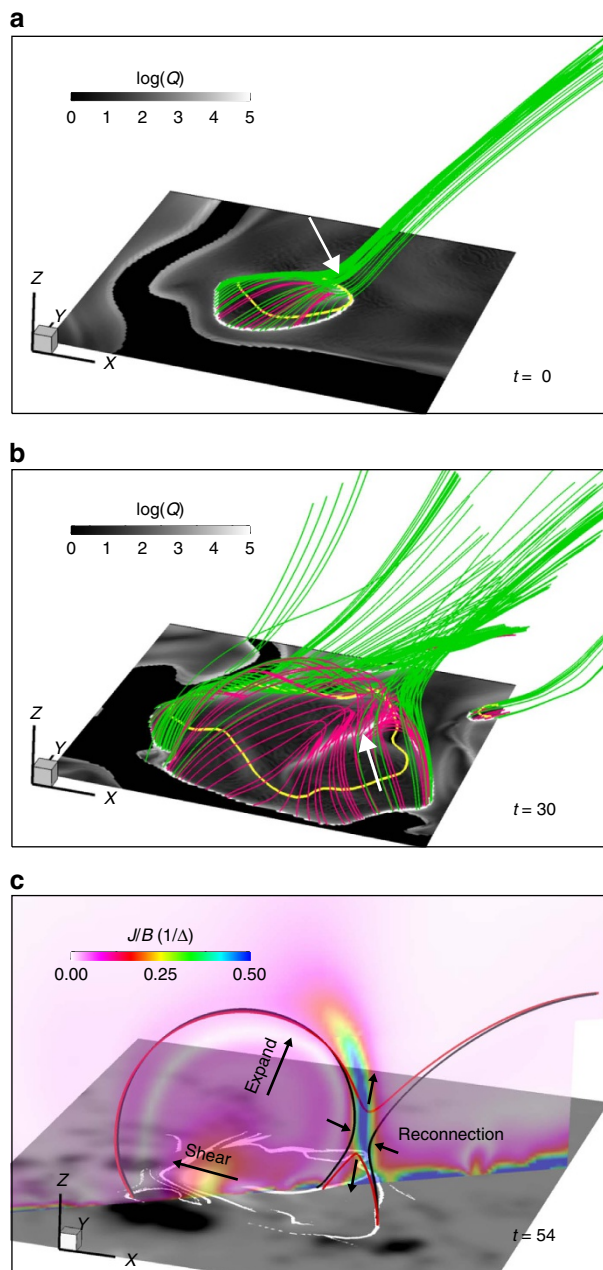 a
log(Q)
0 1 2 3 4 5
Z
Y
X
t = 0
b
log(Q)
0 1 2 3 4 5
Z
Y
X
t = 30
c
J/B (1/Δ)
0.00 0.25 0.50
Expand
Reconnection
Shear
Z
Y
X
t = 54